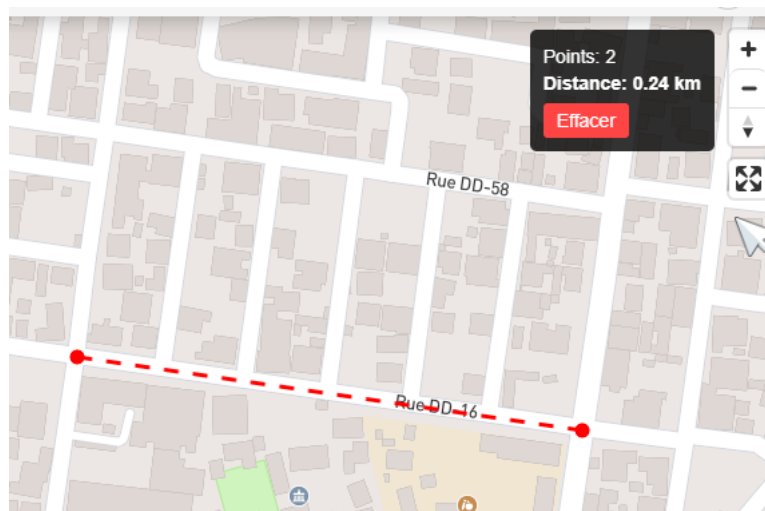 Points: 2
Distance: 0.24 km
Effacer
+
−
Rue DD-58
Rue DD-16